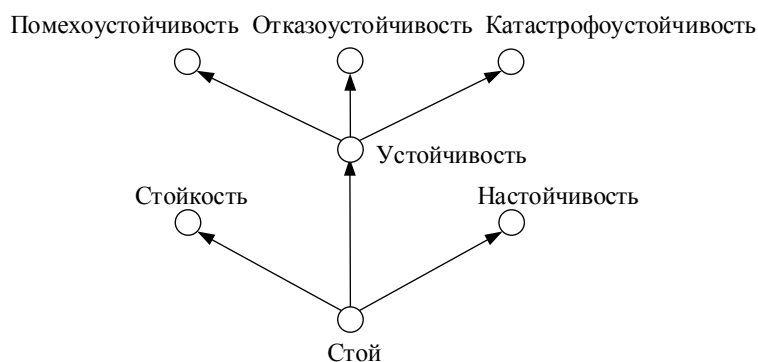 Помехоустойчивость Отказоустойчивость Катастрофоустойчивость
Устойчивость
Стойкость Настойчивость
Стой